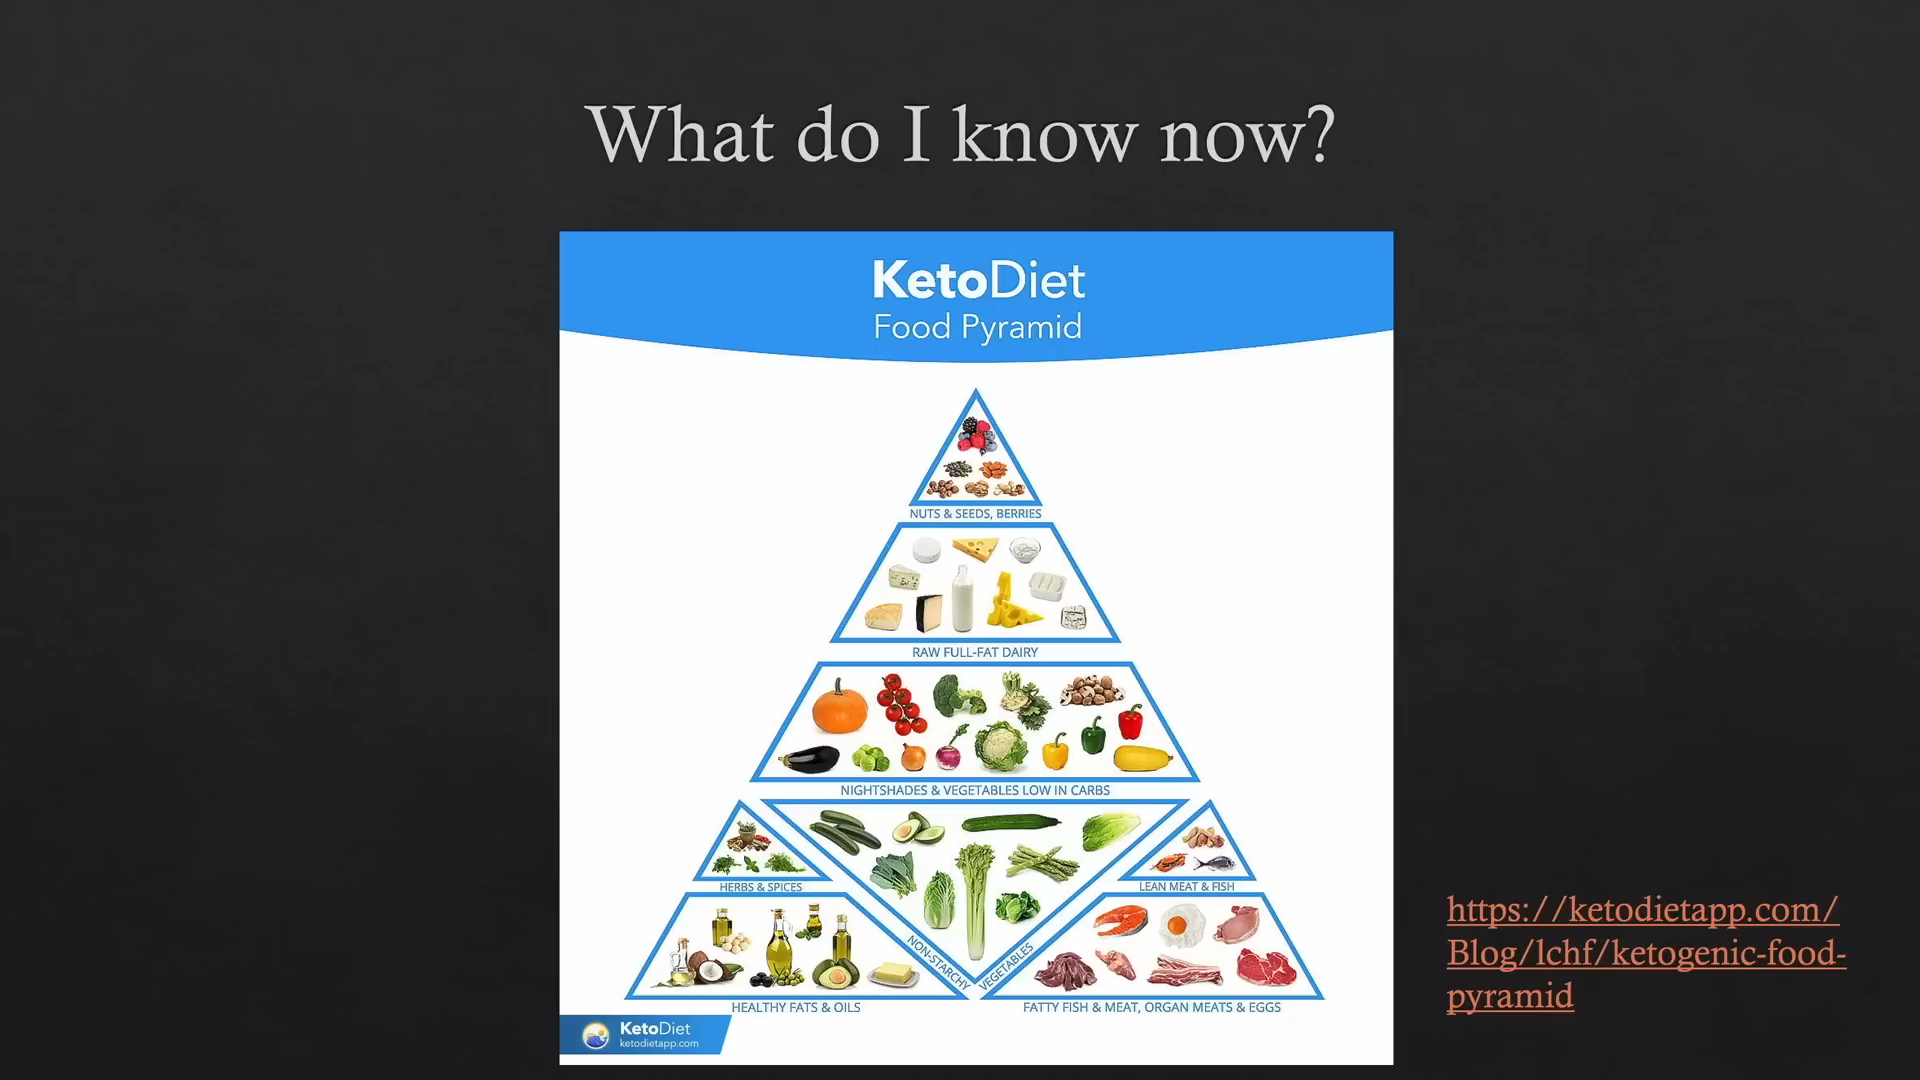 What do I know now?
KetoDiet
Food Pyramid
NUTS & SEEDS, BERRIES
RAW FULL-FAT DAIRY
NIGHTSHADES & VEGETABLES LOW IN CARBS
HERBS & SPICES
LEAN MEAT & FISH
NON-STARCHY VEGETABLES
HEALTHY FATS & OILS
FATTY FISH & MEAT, ORGAN MEATS & EGGS
KetoDiet
ketodietapp.com
https://ketodietapp.com/
Blog/lchf/ketogenic-food-
pyramid